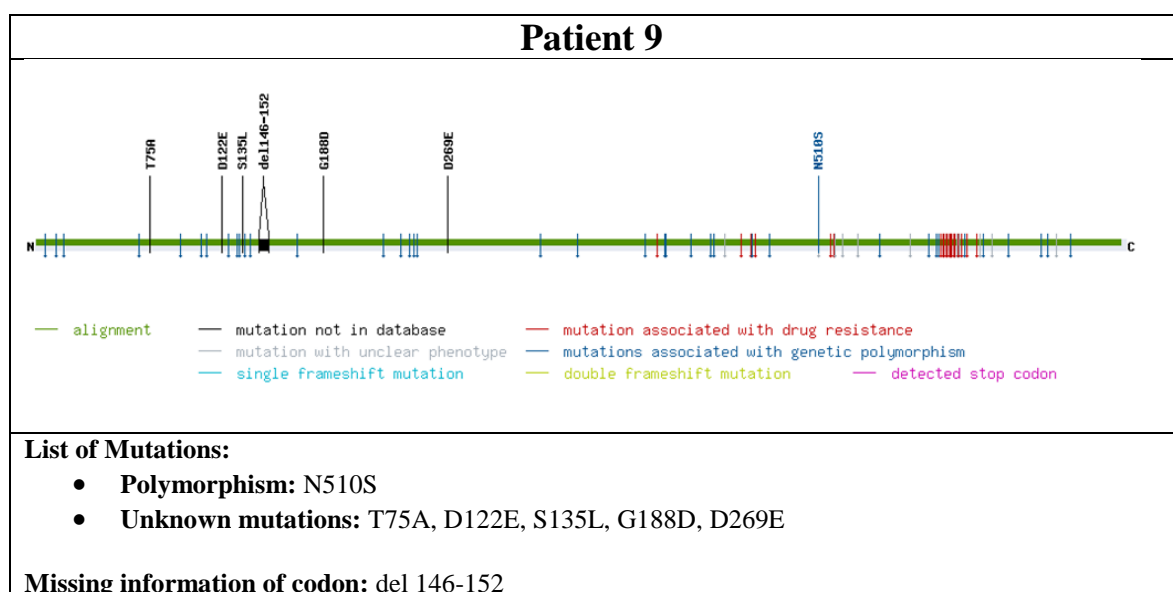 Patient 9
T75A
D122E
S135L
del146-152
G188D
D269E
N510S
N
C
alignment
mutation not in database
mutation associated with drug resistance
mutation with unclear phenotype
mutations associated with genetic polymorphism
single frameshift mutation
double frameshift mutation
detected stop codon
List of Mutations:
• Polymorphism: N510S
• Unknown mutations: T75A, D122E, S135L, G188D, D269E
Missing information of codon: del 146-152